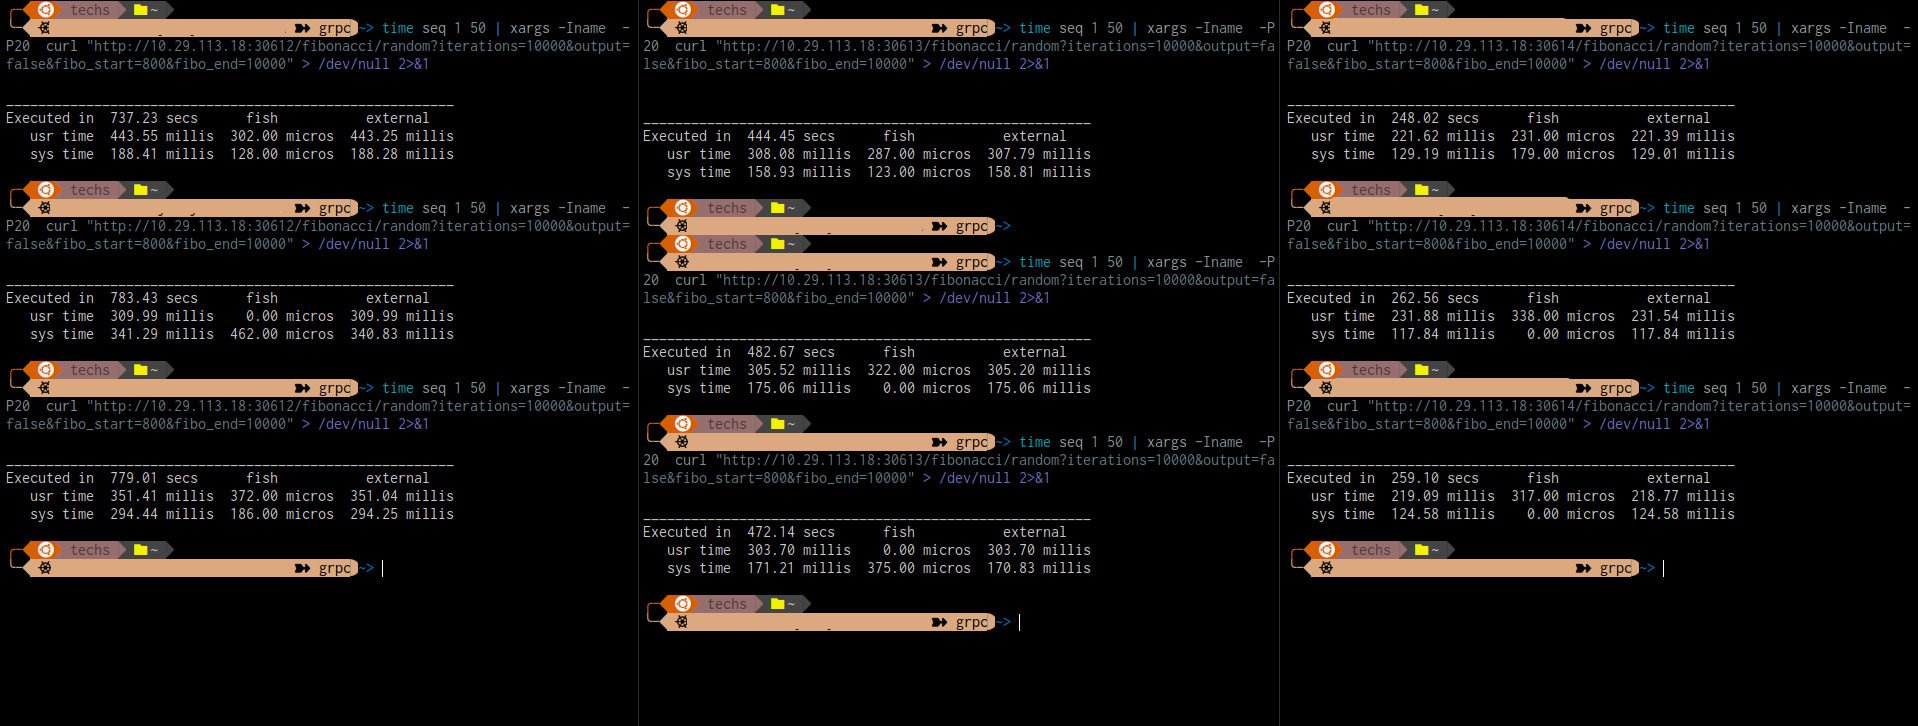 techs ~
grpc ~> time seq 1 50 | xargs -Iname  -
P20  curl "http://10.29.113.18:30612/fibonacci/random?iterations=10000&output=
false&fibo_start=800&fibo_end=10000" > /dev/null 2>&1
________________________________________________________
Executed in  737.23 secs      fish           external
usr time  443.55 millis  302.00 micros  443.25 millis
sys time  188.41 millis  128.00 micros  188.28 millis
techs ~
grpc ~> time seq 1 50 | xargs -Iname  -
P20  curl "http://10.29.113.18:30612/fibonacci/random?iterations=10000&output=
false&fibo_start=800&fibo_end=10000" > /dev/null 2>&1
________________________________________________________
Executed in  783.43 secs      fish           external
usr time  309.99 millis    0.00 micros  309.99 millis
sys time  341.29 millis  462.00 micros  340.83 millis
techs ~
grpc ~> time seq 1 50 | xargs -Iname  -
P20  curl "http://10.29.113.18:30612/fibonacci/random?iterations=10000&output=
false&fibo_start=800&fibo_end=10000" > /dev/null 2>&1
________________________________________________________
Executed in  779.01 secs      fish           external
usr time  351.41 millis  372.00 micros  351.04 millis
sys time  294.44 millis  186.00 micros  294.25 millis
techs ~
grpc ~>
techs ~
grpc ~> time seq 1 50 | xargs -Iname  -P
20  curl "http://10.29.113.18:30613/fibonacci/random?iterations=10000&output=fa
lse&fibo_start=800&fibo_end=10000" > /dev/null 2>&1
________________________________________________________
Executed in  444.45 secs      fish           external
usr time  308.08 millis  287.00 micros  307.79 millis
sys time  158.93 millis  123.00 micros  158.81 millis
techs ~
grpc ~>
techs ~
grpc ~> time seq 1 50 | xargs -Iname  -P
20  curl "http://10.29.113.18:30613/fibonacci/random?iterations=10000&output=fa
lse&fibo_start=800&fibo_end=10000" > /dev/null 2>&1
________________________________________________________
Executed in  482.67 secs      fish           external
usr time  305.52 millis  322.00 micros  305.20 millis
sys time  175.06 millis    0.00 micros  175.06 millis
techs ~
grpc ~> time seq 1 50 | xargs -Iname  -P
20  curl "http://10.29.113.18:30613/fibonacci/random?iterations=10000&output=fa
lse&fibo_start=800&fibo_end=10000" > /dev/null 2>&1
________________________________________________________
Executed in  472.14 secs      fish           external
usr time  303.70 millis    0.00 micros  303.70 millis
sys time  171.21 millis  375.00 micros  170.83 millis
techs ~
grpc ~>
techs ~
grpc ~> time seq 1 50 | xargs -Iname  -
P20  curl "http://10.29.113.18:30614/fibonacci/random?iterations=10000&output=
false&fibo_start=800&fibo_end=10000" > /dev/null 2>&1
________________________________________________________
Executed in  248.02 secs      fish           external
usr time  221.62 millis  231.00 micros  221.39 millis
sys time  129.19 millis  179.00 micros  129.01 millis
techs ~
grpc ~> time seq 1 50 | xargs -Iname  -
P20  curl "http://10.29.113.18:30614/fibonacci/random?iterations=10000&output=
false&fibo_start=800&fibo_end=10000" > /dev/null 2>&1
________________________________________________________
Executed in  262.56 secs      fish           external
usr time  231.88 millis  338.00 micros  231.54 millis
sys time  117.84 millis    0.00 micros  117.84 millis
techs ~
grpc ~> time seq 1 50 | xargs -Iname  -
P20  curl "http://10.29.113.18:30614/fibonacci/random?iterations=10000&output=
false&fibo_start=800&fibo_end=10000" > /dev/null 2>&1
________________________________________________________
Executed in  259.10 secs      fish           external
usr time  219.09 millis  317.00 micros  218.77 millis
sys time  124.58 millis    0.00 micros  124.58 millis
techs ~
grpc ~>